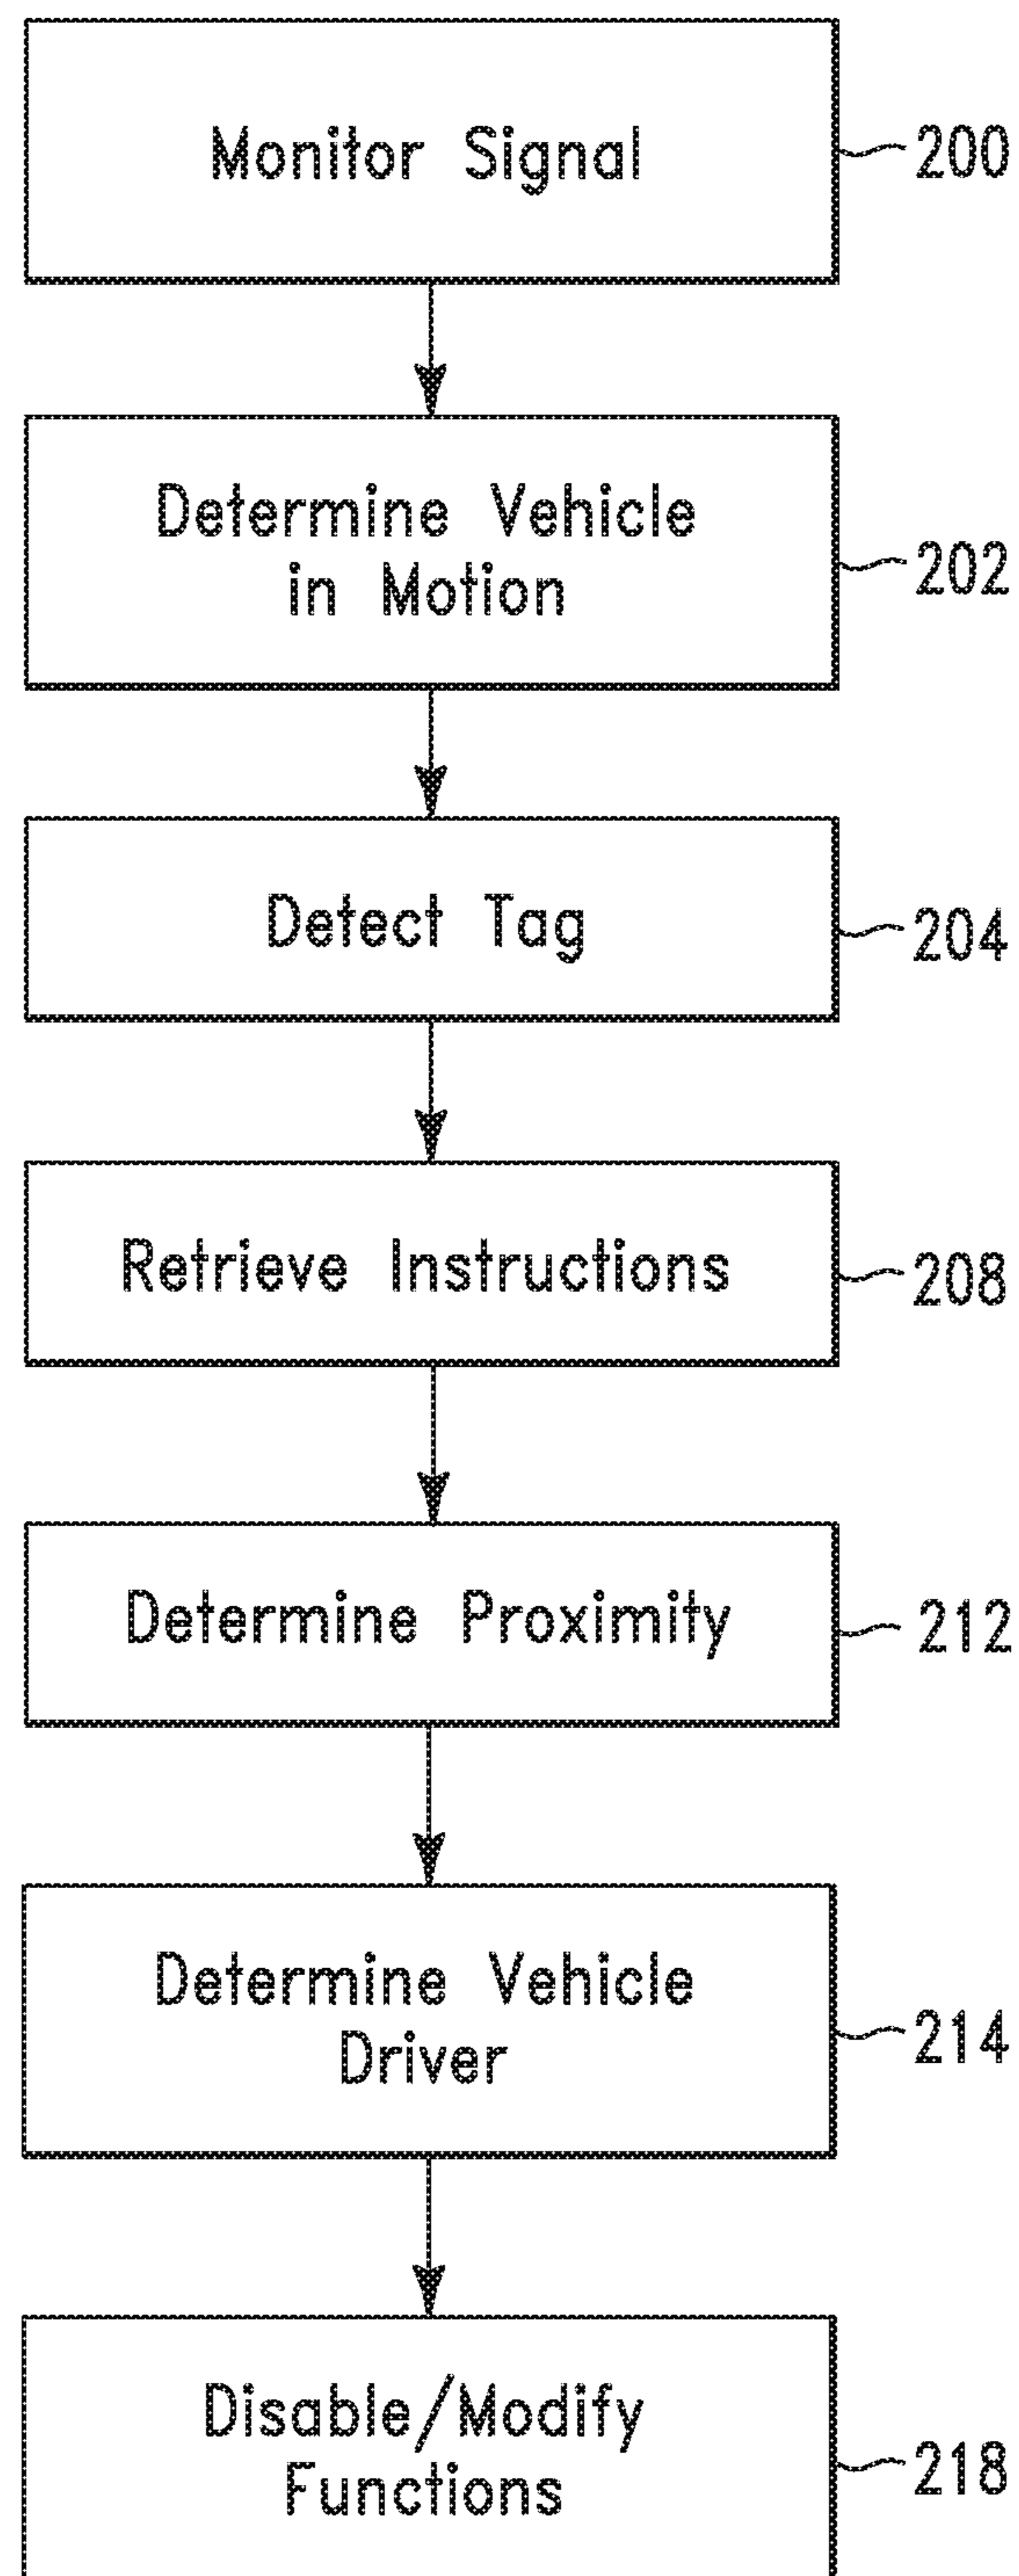 Monitor Signal
200
Determine Vehicle
in Motion
202
Detect Tag
204
Retrieve Instructions
208
Determine Proximity
212
Determine Vehicle
Driver
214
Disable/Modify
Functions
218